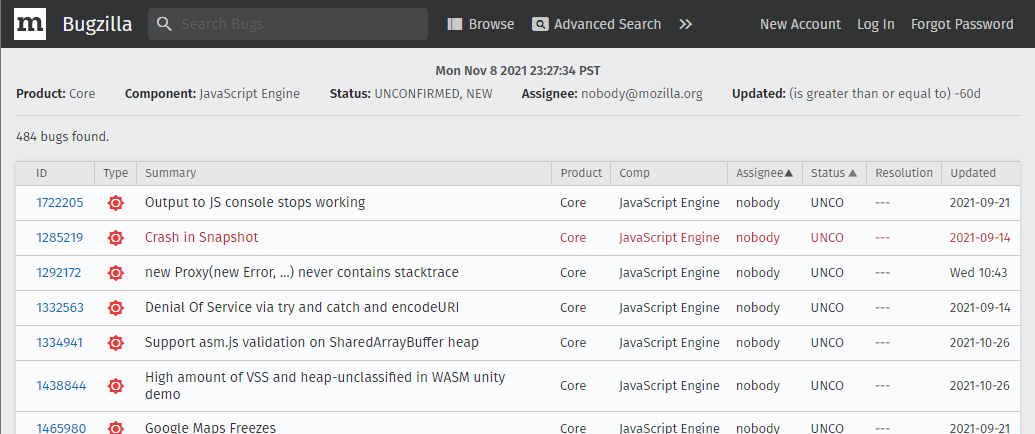 m Bugzilla Search Bugs Browse Advanced Search New Account Log In Forgot Password
Mon Nov 8 2021 23:27:34 PST
Product: Core Component: JavaScript Engine Status: UNCONFIRMED, NEW Assignee: nobody@mozilla.org Updated: (is greater than or equal to) -60d
484 bugs found.
ID Type Summary Product Comp Assignee▲ Status ▲ Resolution Updated
1722205 Output to JS console stops working Core JavaScript Engine nobody UNCO --- 2021-09-21
1285219 Crash in Snapshot Core JavaScript Engine nobody UNCO --- 2021-09-14
1292172 new Proxy(new Error, ...) never contains stacktrace Core JavaScript Engine nobody UNCO --- Wed 10:43
1332563 Denial Of Service via try and catch and encodeURI Core JavaScript Engine nobody UNCO --- 2021-09-14
1334941 Support asm.js validation on SharedArrayBuffer heap Core JavaScript Engine nobody UNCO --- 2021-10-26
1438844 High amount of VSS and heap-unclassified in WASM unity Core JavaScript Engine nobody UNCO --- 2021-10-26
demo
1465980 Google Maps Freezes Core JavaScript Engine nobody UNCO --- 2021-09-21